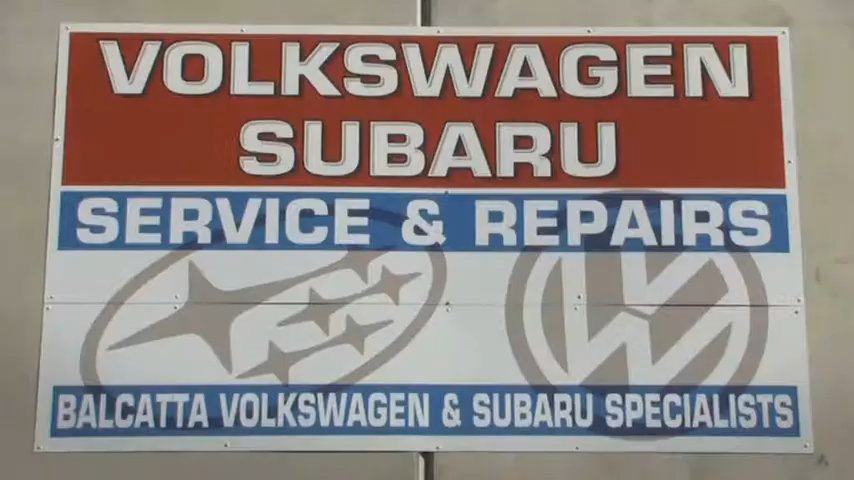 VOLKSWAGEN
SUBARU
SERVICE & REPAIRS
BALCATTA VOLKSWAGEN & SUBARU SPECIALISTS